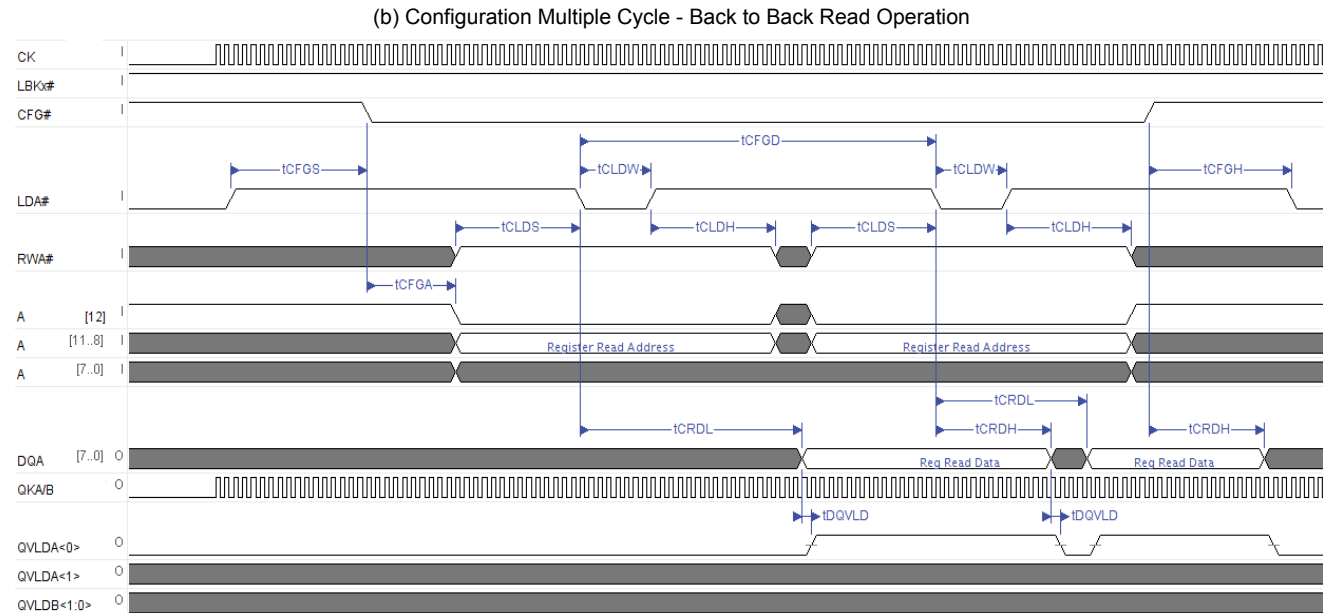 (b) Configuration Multiple Cycle - Back to Back Read Operation
CK I
LBKx# I
CFG# I
tCFGD
tCFGS tCLDW tCLDW tCFGH
LDA# I
tCLDS tCLDH tCLDS tCLDH
RWA# I
tCFGA
A [12] I
A [11..8] I Register Read Address Register Read Address
A [7..0] I
tCRDL
tCRDL tCRDH tCRDH
DQA [7..0] O Reg Read Data Reg Read Data
QKA/B O
tDQVLD tDQVLD
QVLDA<0> O
QVLDA<1> O
QVLDB<1:0> O